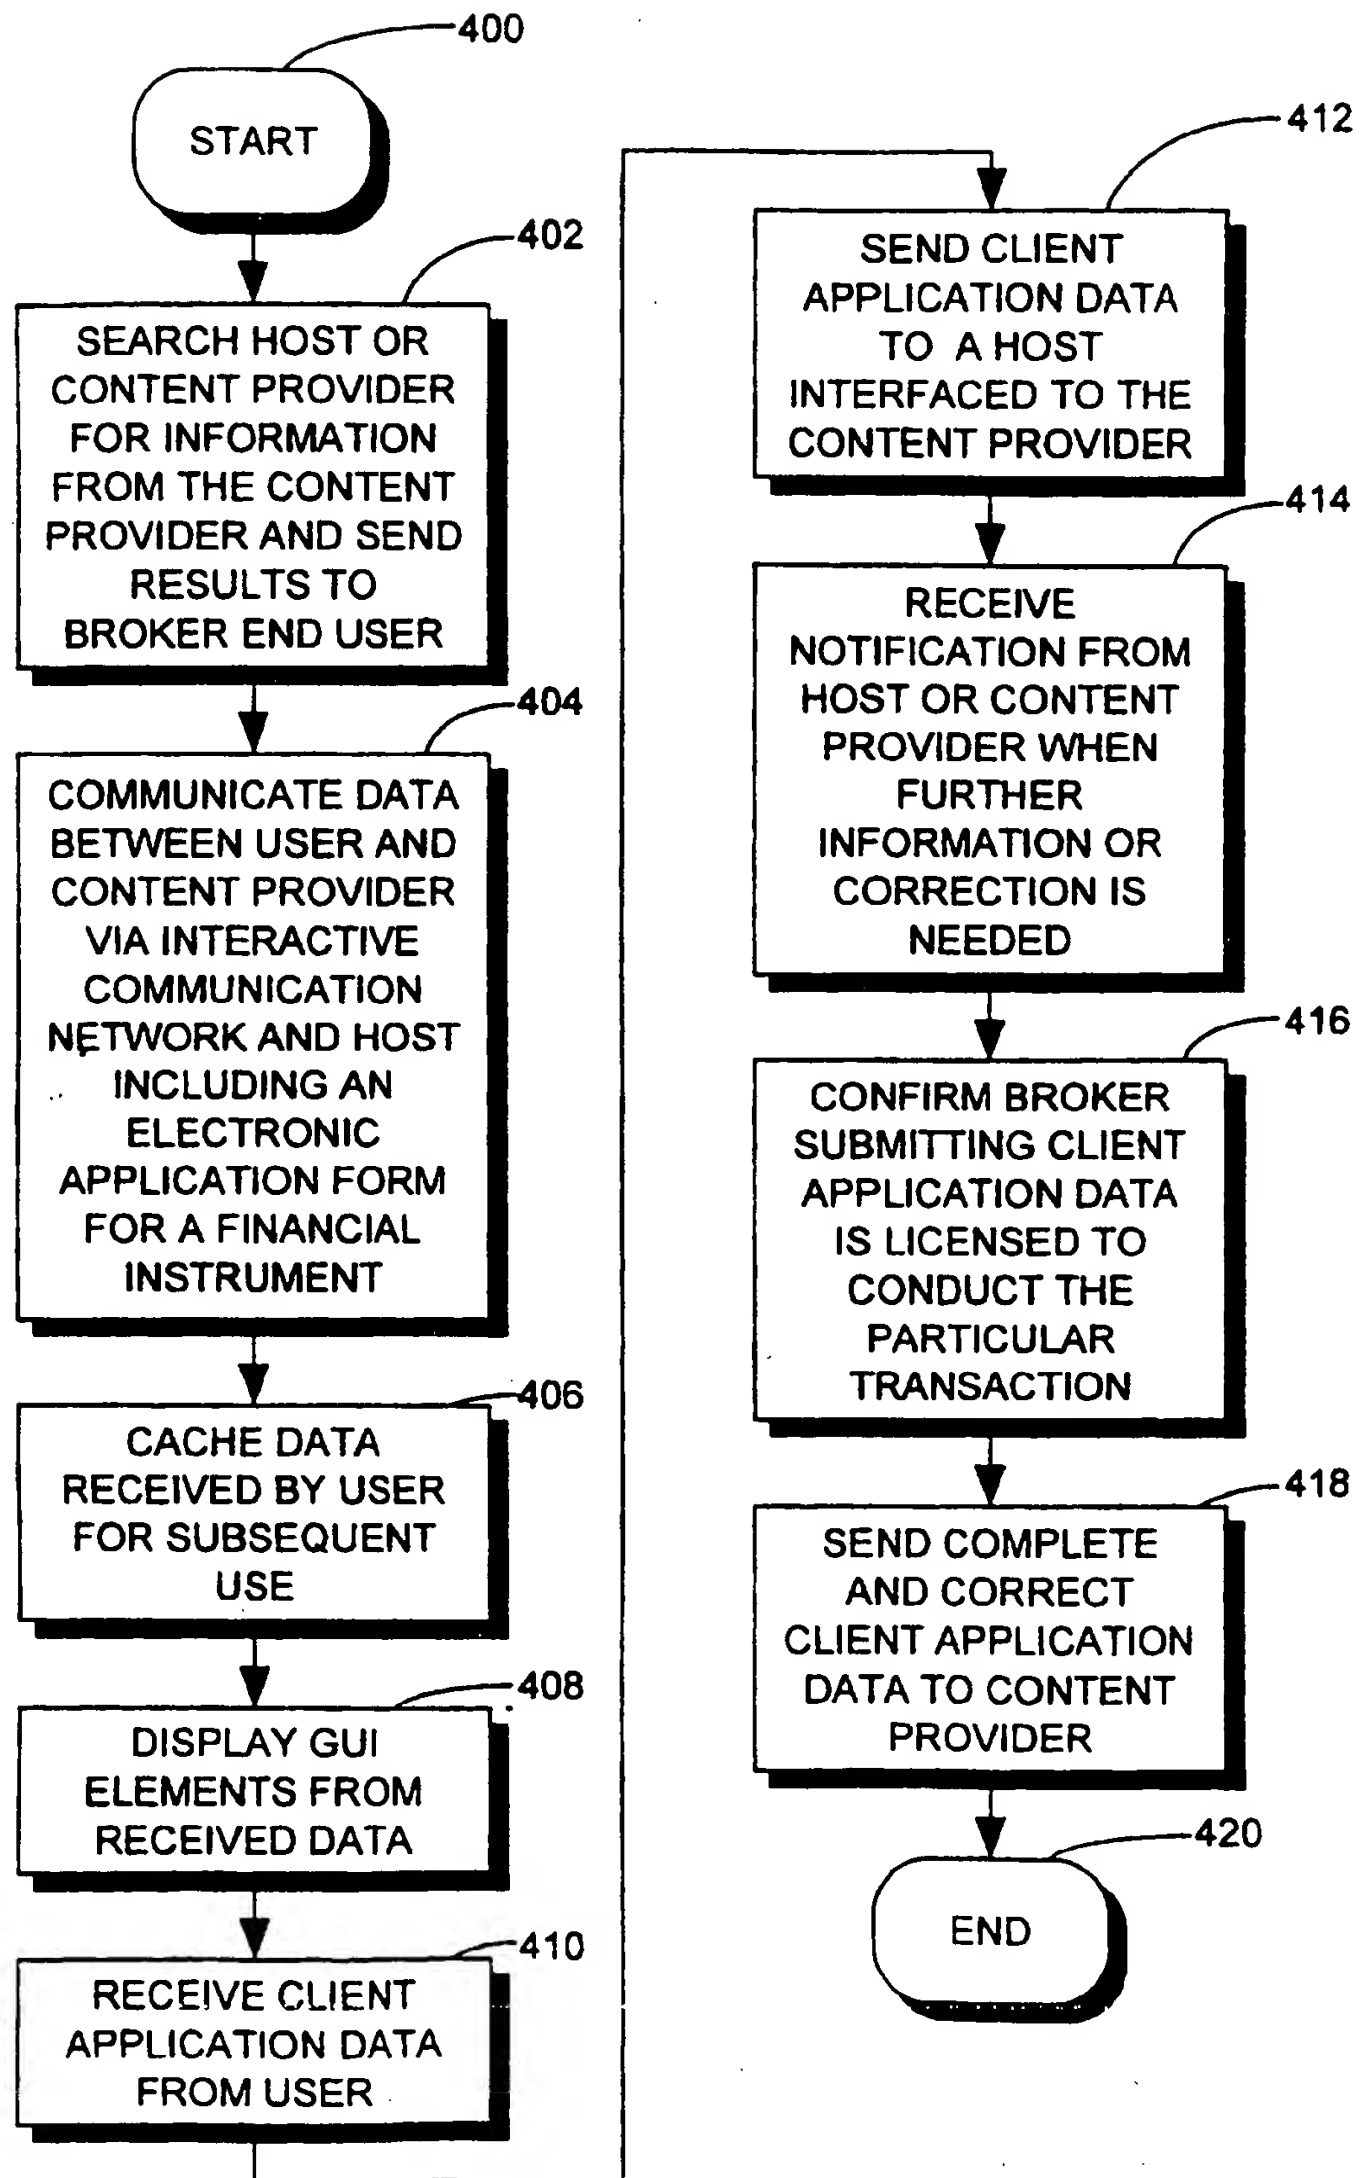 400
START
402
SEARCH HOST OR
CONTENT PROVIDER
FOR INFORMATION
FROM THE CONTENT
PROVIDER AND SEND
RESULTS TO
BROKER END USER
404
COMMUNICATE DATA
BETWEEN USER AND
CONTENT PROVIDER
VIA INTERACTIVE
COMMUNICATION
NETWORK AND HOST
INCLUDING AN
ELECTRONIC
APPLICATION FORM
FOR A FINANCIAL
INSTRUMENT
406
CACHE DATA
RECEIVED BY USER
FOR SUBSEQUENT
USE
408
DISPLAY GUI
ELEMENTS FROM
RECEIVED DATA
410
RECEIVE CLIENT
APPLICATION DATA
FROM USER
412
SEND CLIENT
APPLICATION DATA
TO A HOST
INTERFACED TO THE
CONTENT PROVIDER
414
RECEIVE
NOTIFICATION FROM
HOST OR CONTENT
PROVIDER WHEN
FURTHER
INFORMATION OR
CORRECTION IS
NEEDED
416
CONFIRM BROKER
SUBMITTING CLIENT
APPLICATION DATA
IS LICENSED TO
CONDUCT THE
PARTICULAR
TRANSACTION
418
SEND COMPLETE
AND CORRECT
CLIENT APPLICATION
DATA TO CONTENT
PROVIDER
420
END